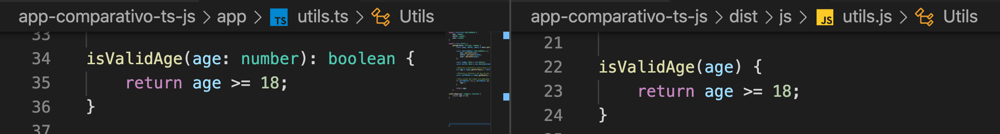 app-comparativo-ts-js > app > TS utils.ts > Utils
33
34 isValidAge(age: number): boolean {
35 return age >= 18;
36 }
37
app-comparativo-ts-js > dist > js > JS utils.js > Utils
21
22 isValidAge(age) {
23 return age >= 18;
24 }